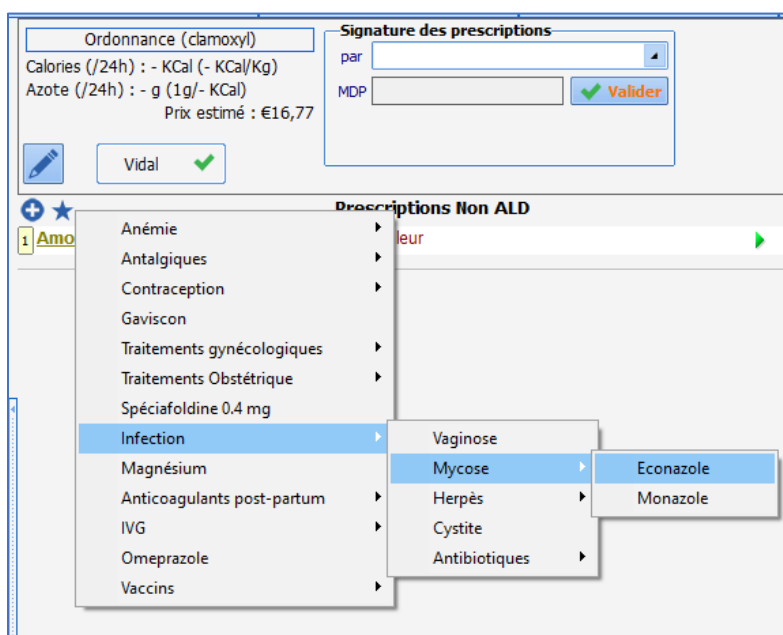 Ordonnance (clamoxyl)
Calories (/24h) : - KCal (- KCal/Kg)
Azote (/24h) : - g (1g/- KCal)
Prix estimé : €16,77
Vidal
Signature des prescriptions
par
MDP
Valider
Prescriptions Non ALD
1 Amo leur
Anémie
Antalgiques
Contraception
Gaviscon
Traitements gynécologiques
Traitements Obstétrique
Spéciafoldine 0.4 mg
Infection
Magnésium
Anticoagulants post-partum
IVG
Omeprazole
Vaccins
Vaginose
Mycose
Herpès
Cystite
Antibiotiques
Econazole
Monazole